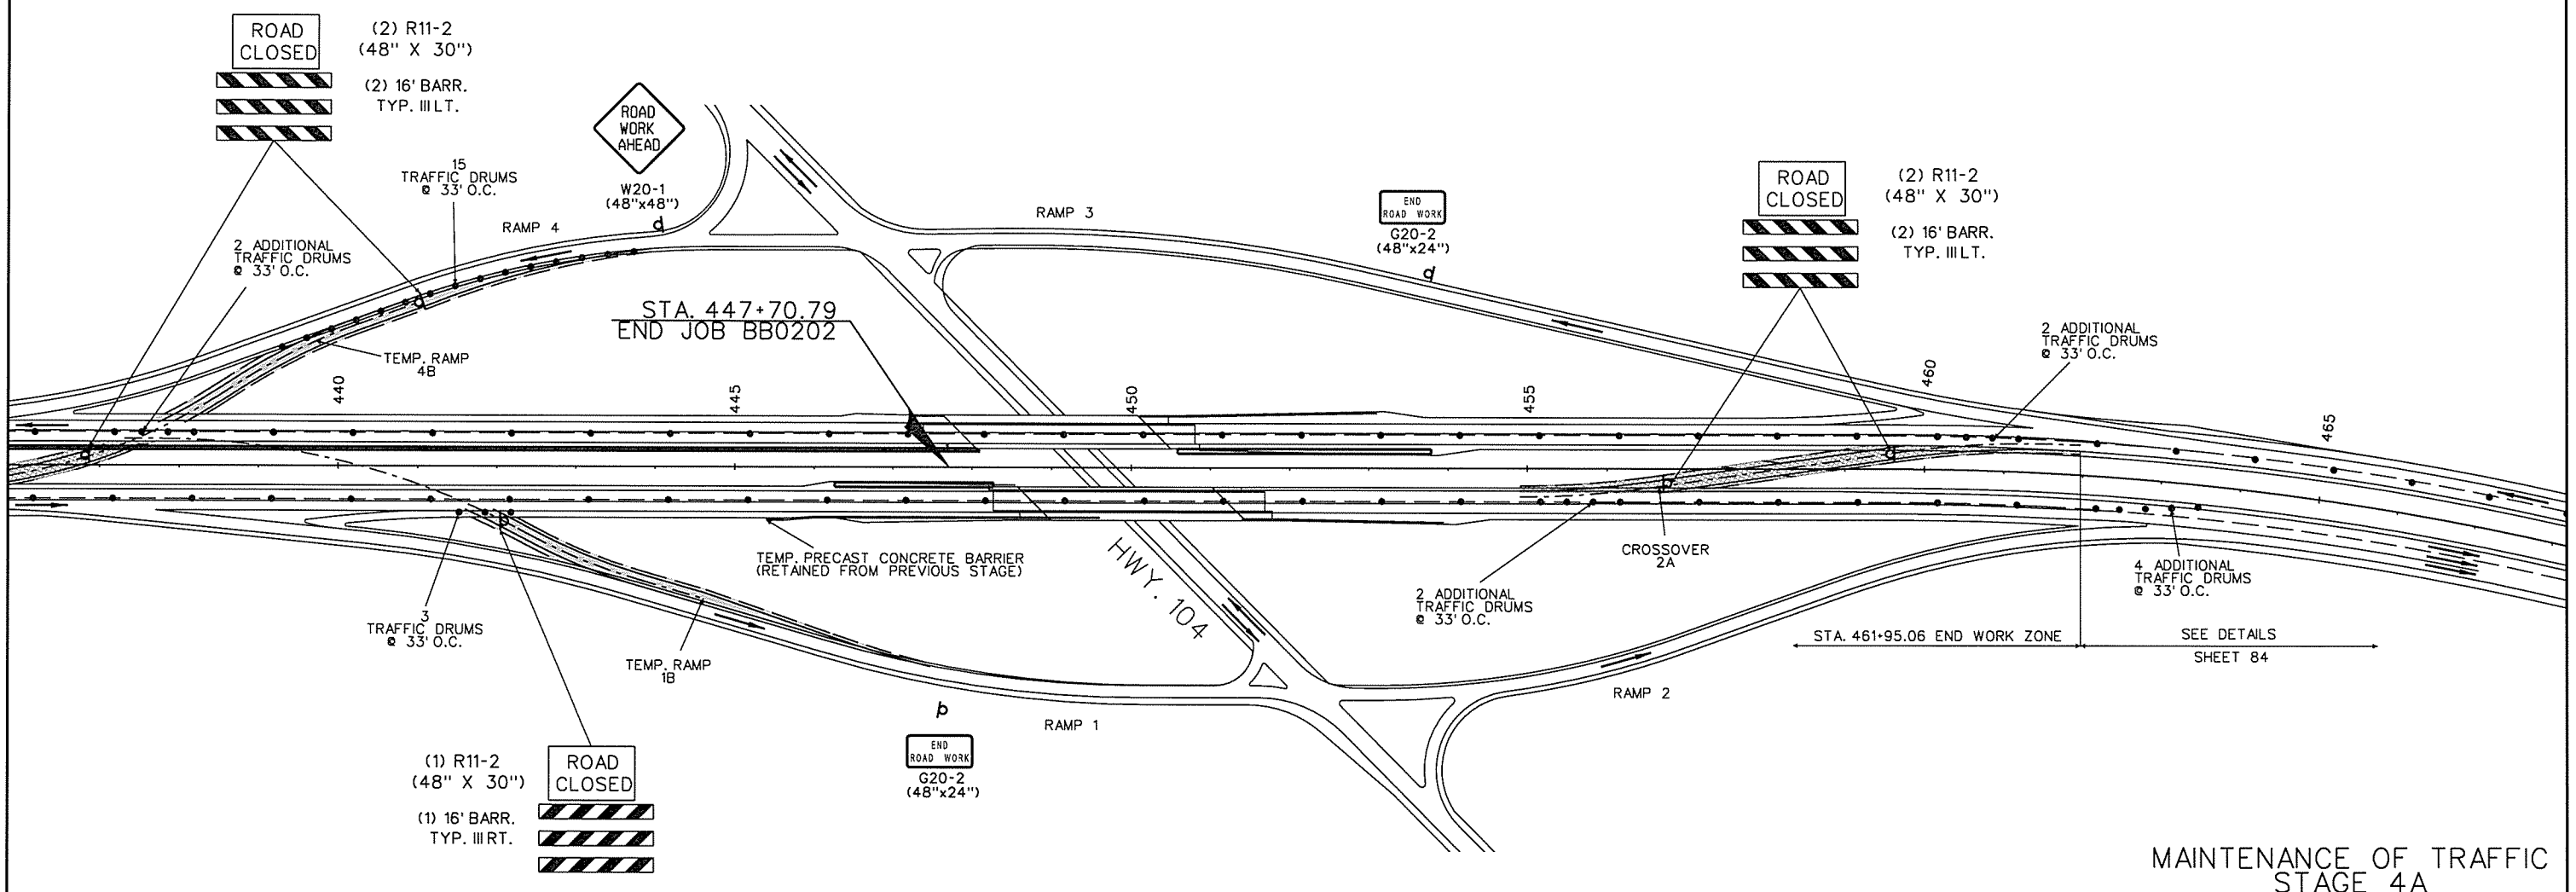 ROAD
CLOSED
(2) R11-2
(48" X 30")
(2) 16' BARR.
TYP. III LT.
ROAD
WORK
AHEAD
W20-1
(48"x48")
15
TRAFFIC DRUMS
@ 33' O.C.
RAMP 4
2 ADDITIONAL
TRAFFIC DRUMS
@ 33' O.C.
RAMP 3
END
ROAD WORK
G20-2
(48"x24")
ROAD
CLOSED
(2) R11-2
(48" X 30")
(2) 16' BARR.
TYP. III LT.
STA. 447+70.79
END JOB BB0202
TEMP. RAMP
4B
2 ADDITIONAL
TRAFFIC DRUMS
@ 33' O.C.
440
445
450
455
460
465
TEMP. PRECAST CONCRETE BARRIER
(RETAINED FROM PREVIOUS STAGE)
HWY. 104
CROSSOVER
2A
2 ADDITIONAL
TRAFFIC DRUMS
@ 33' O.C.
4 ADDITIONAL
TRAFFIC DRUMS
@ 33' O.C.
3
TRAFFIC DRUMS
@ 33' O.C.
TEMP. RAMP
1B
STA. 461+95.06 END WORK ZONE
SEE DETAILS
SHEET 84
RAMP 2
RAMP 1
END
ROAD WORK
G20-2
(48"x24")
(1) R11-2
(48" X 30")
(1) 16' BARR.
TYP. III RT.
ROAD
CLOSED
MAINTENANCE OF TRAFFIC
STAGE 4A